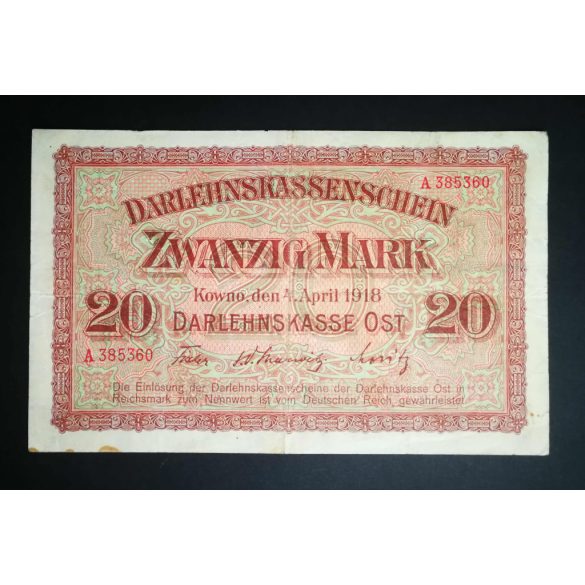 A 385360
DARLEHNSKASSENSCHEIN
ZWANZIG MARK
Kowno, den 4. April 1918
20 DARLEHNSKASSE OST 20
A 385360
Die Einlösung der Darlehnskassenscheine der Darlehnskasse Ost in
Reichsmark zum Nennwert ist vom Deutschen Reich gewährleistet